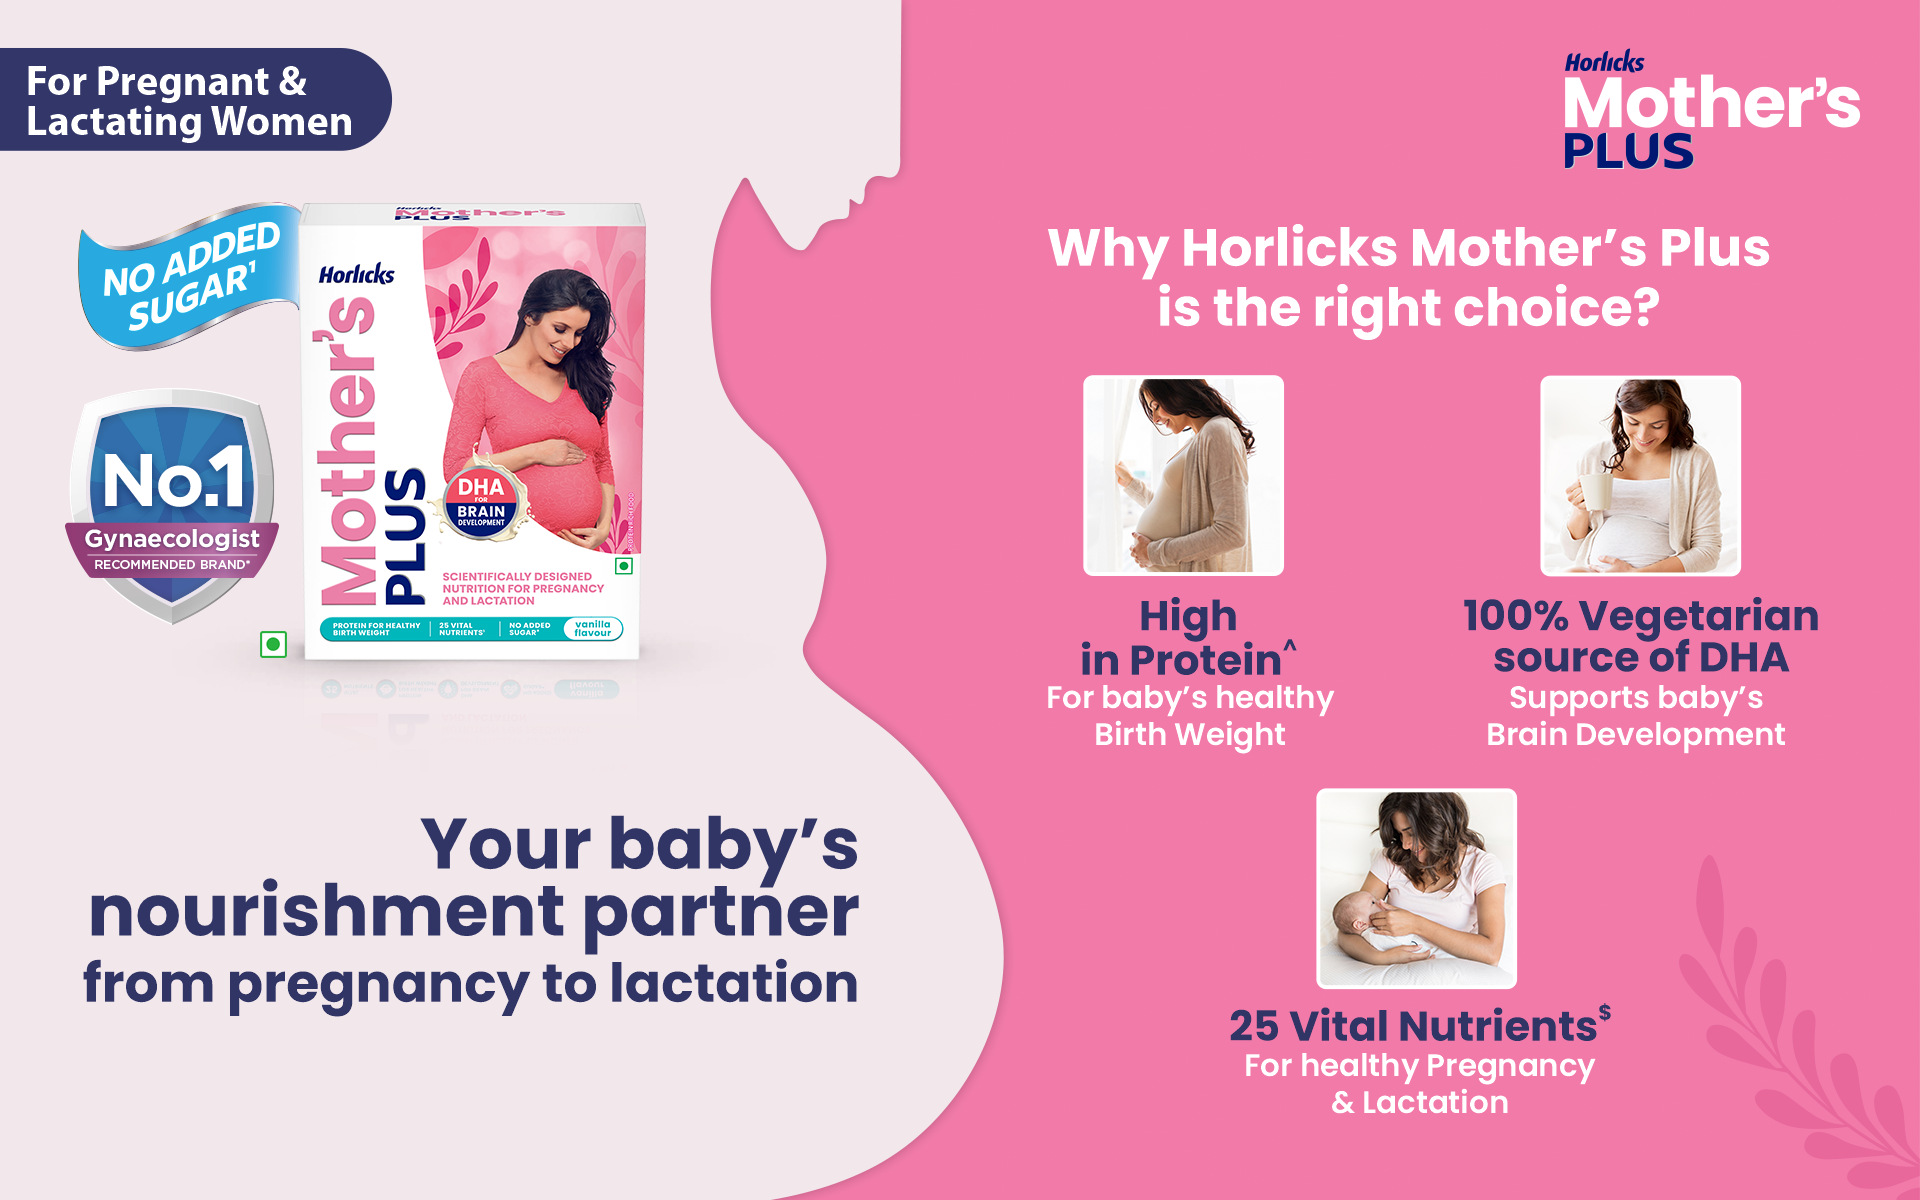 For Pregnant &
Lactating Women
NO ADDED
SUGAR¹
No.1
Gynaecologist
RECOMMENDED BRAND*
Horlicks
Mother's
PLUS
Horlicks
Mother's
PLUS
DHA
FOR
BRAIN
DEVELOPMENT
SCIENTIFICALLY DESIGNED
NUTRITION FOR PREGNANCY
AND LACTATION
PROTEIN FOR HEALTHY
BIRTH WEIGHT
25 VITAL
NUTRIENTS
NO ADDED
SUGAR
vanilla
flavour
Your baby's
nourishment partner
from pregnancy to lactation
Horlicks
Mother's
PLUS
Why Horlicks Mother's Plus
is the right choice?
High
in Protein^
For baby's healthy
Birth Weight
100% Vegetarian
source of DHA
Supports baby's
Brain Development
25 Vital Nutrients$
For healthy Pregnancy
& Lactation